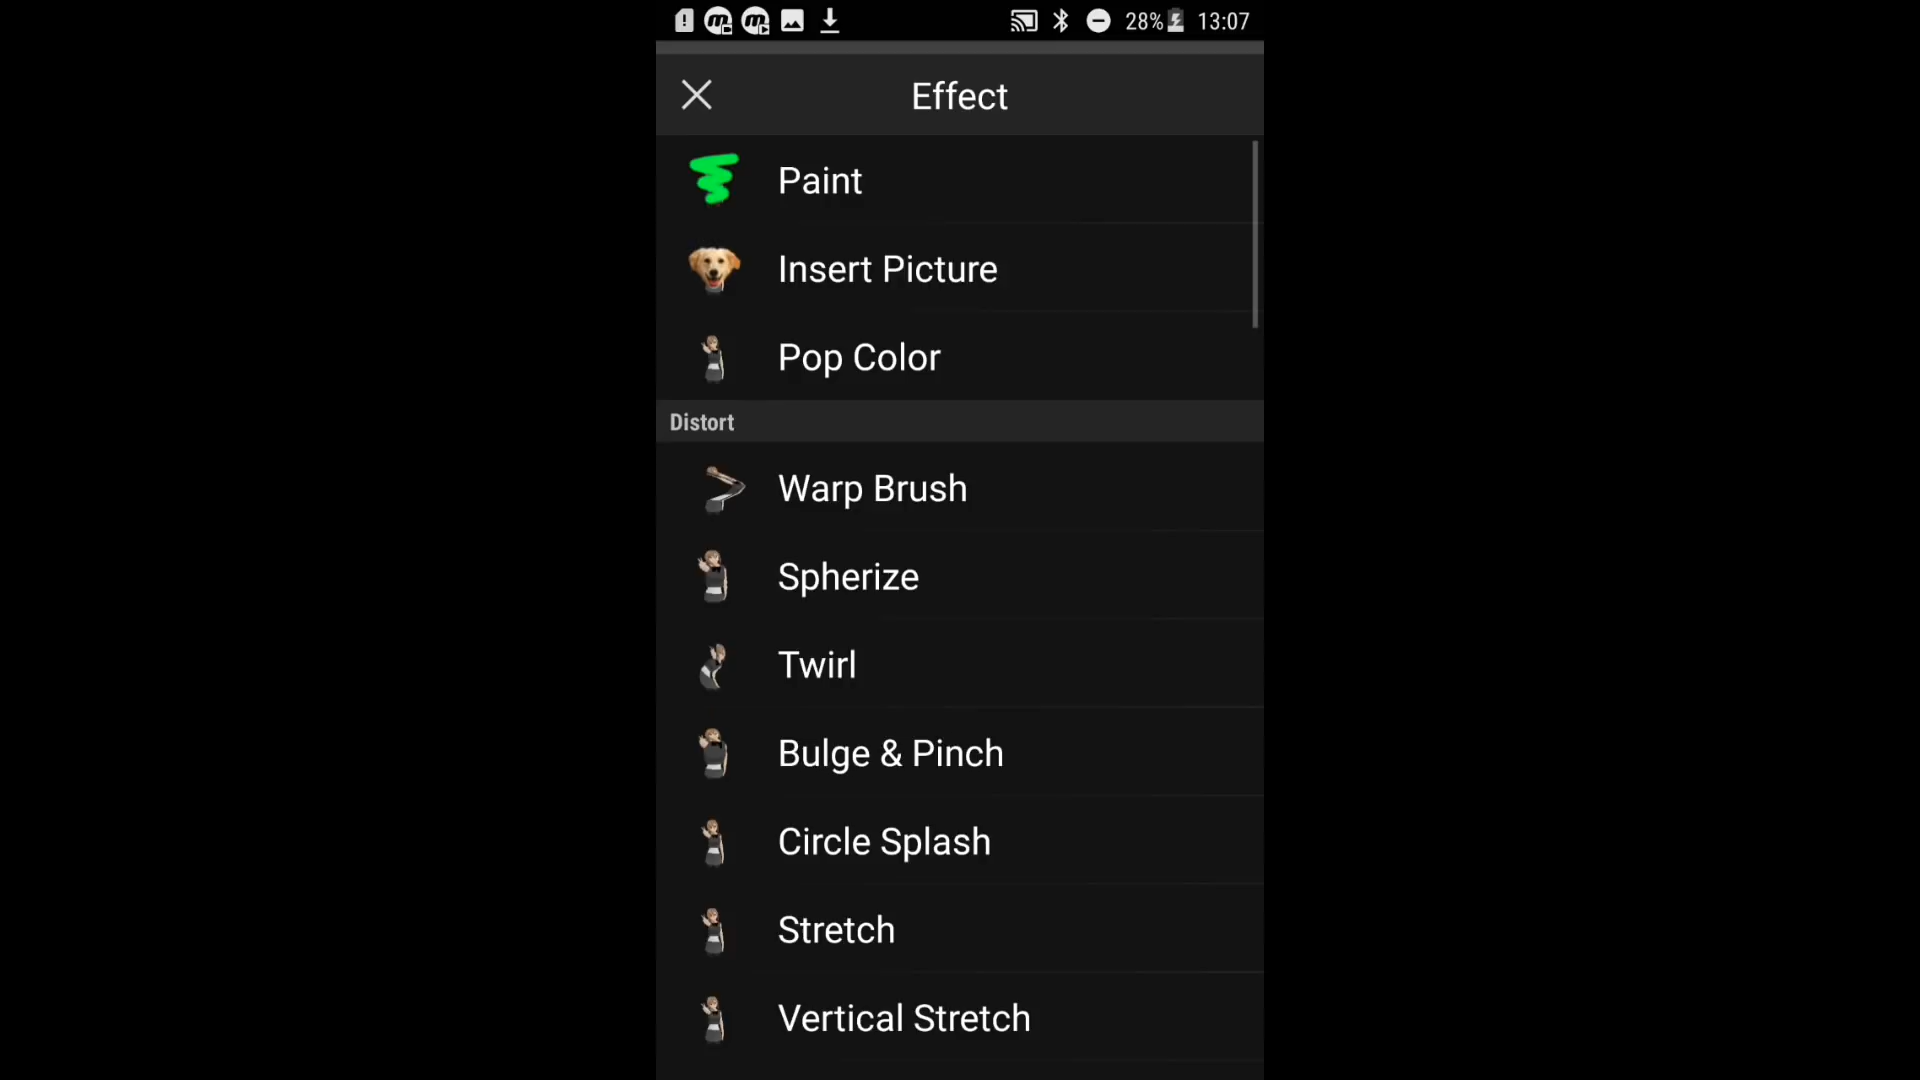 28% 13:07
Effect
Paint
Insert Picture
Pop Color
Distort
Warp Brush
Spherize
Twirl
Bulge & Pinch
Circle Splash
Stretch
Vertical Stretch